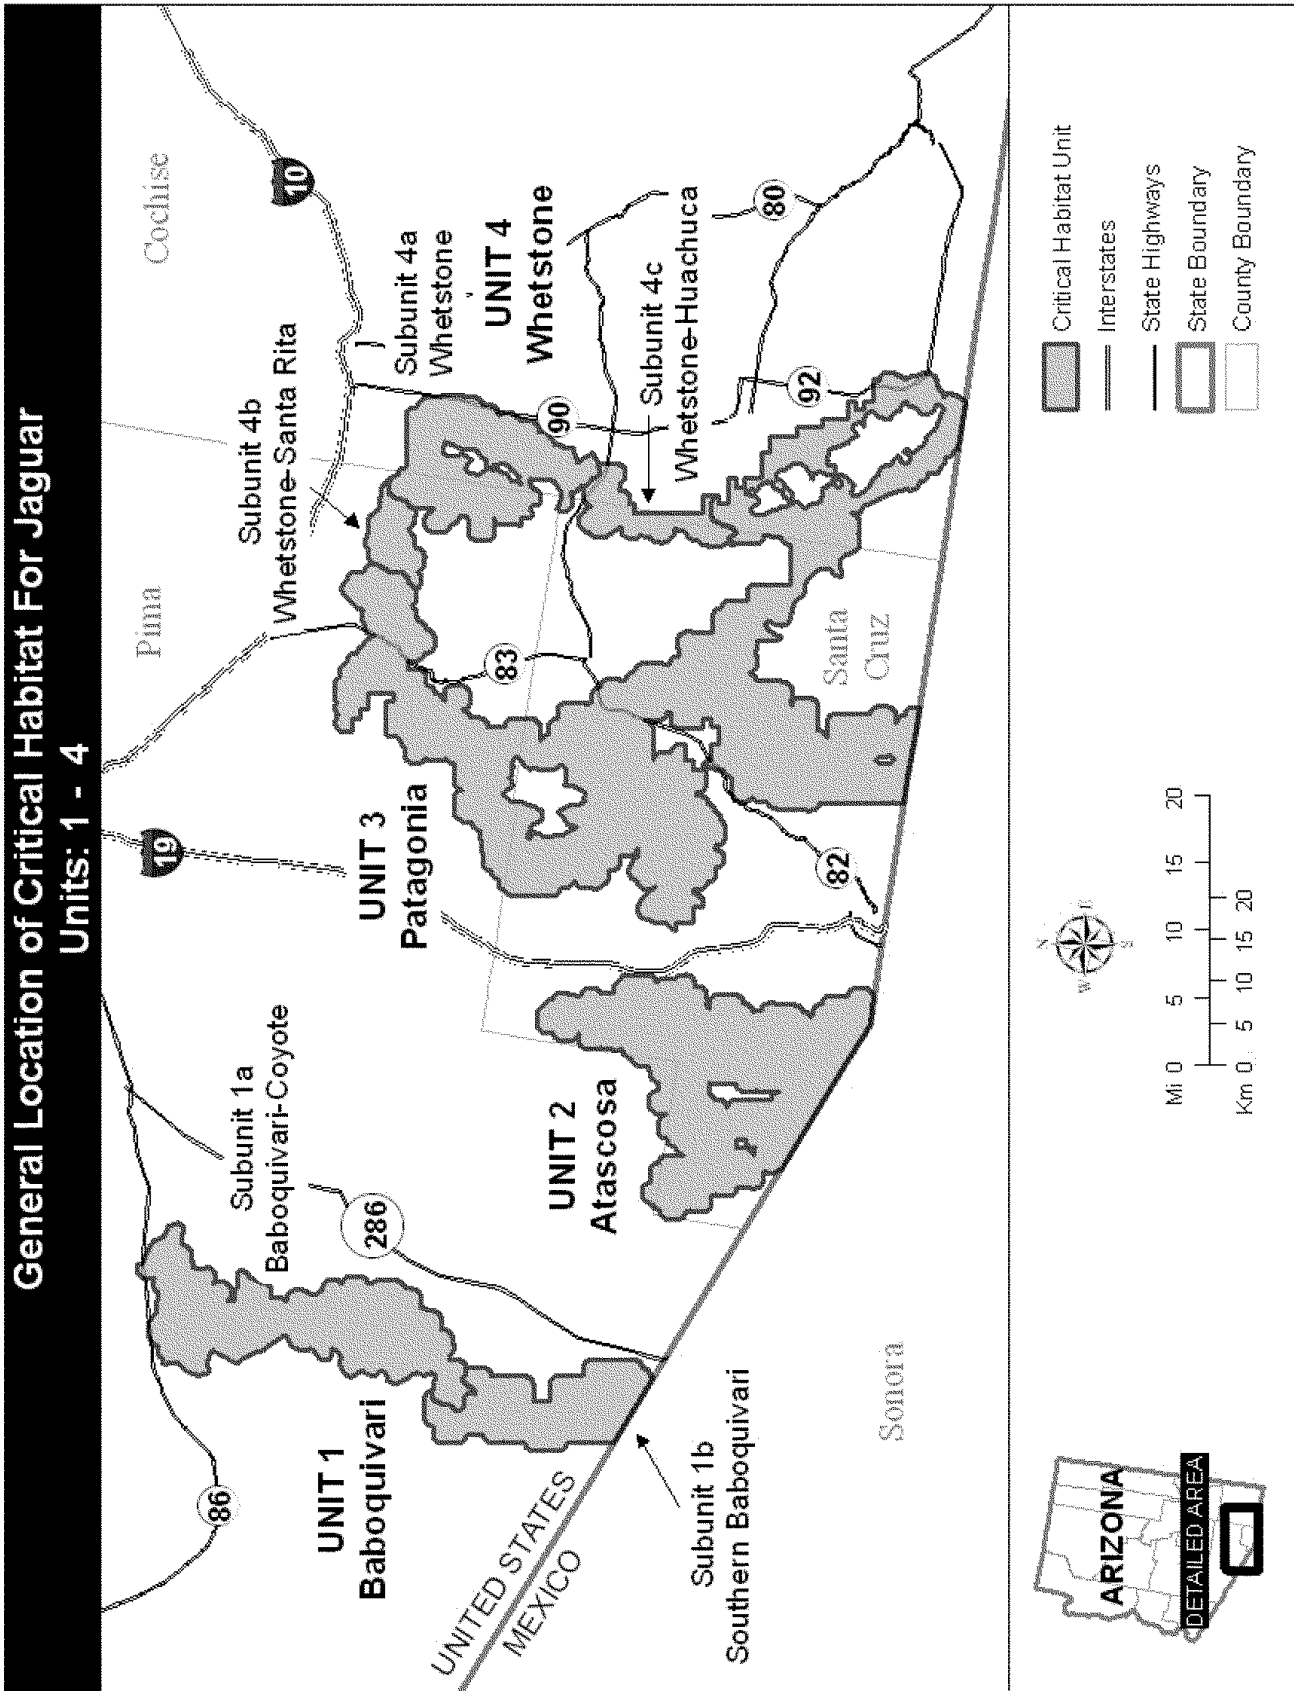 General Location of Critical Habitat For Jaguar
Units: 1 - 4
Pima
Cochise
10
19
86
286
83
90
80
92
82
Subunit 1a
Baboquivari-Coyote
UNIT 1
Baboquivari
Subunit 1b
Southern Baboquivari
UNIT 2
Atascosa
UNIT 3
Patagonia
Subunit 4b
Whetstone-Santa Rita
Subunit 4a
Whetstone
UNIT 4
Whetstone
Subunit 4c
Whetstone-Huachuca
Santa
Cruz
UNITED STATES
MEXICO
Sonora
ARIZONA
DETAILED AREA
N
W
E
S
Mi 0 5 10 15 20
Km 0 5 10 15 20
Critical Habitat Unit
Interstates
State Highways
State Boundary
County Boundary